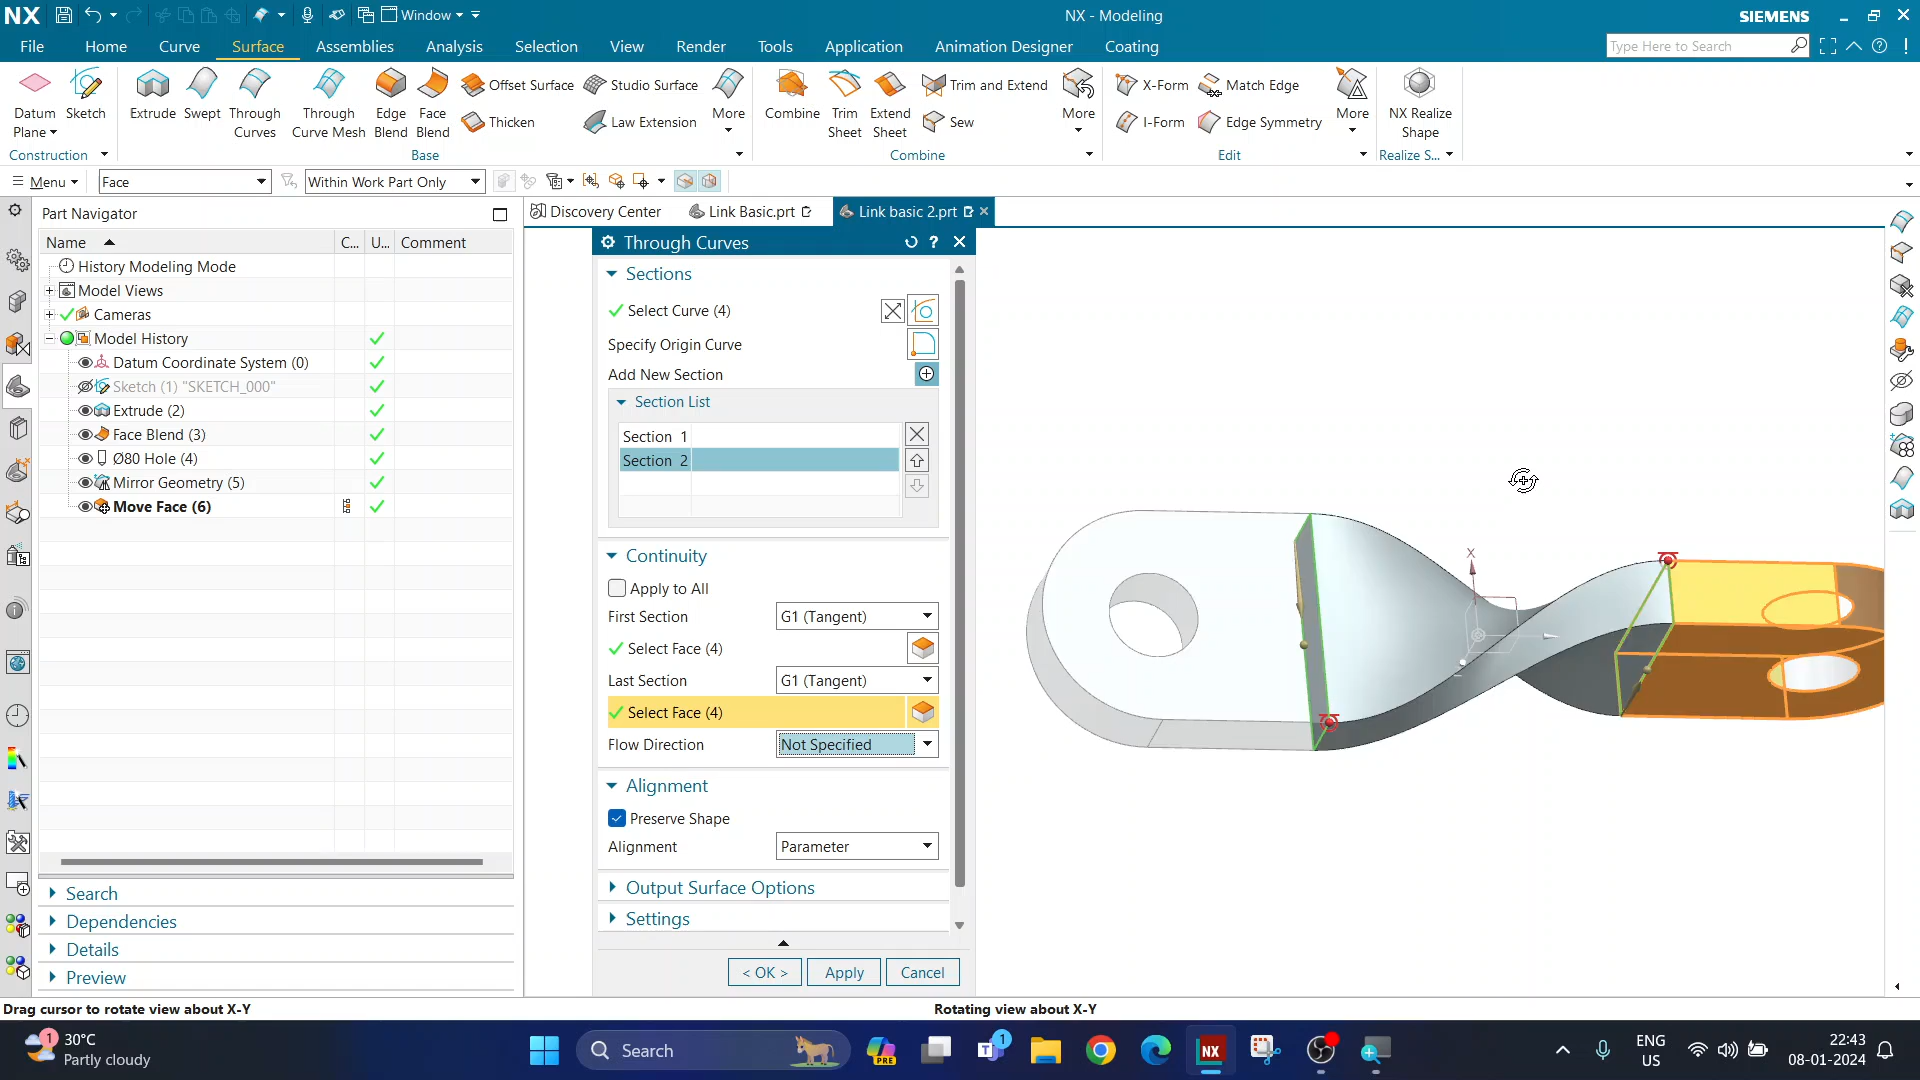 NX
Window
NX - Modeling
SIEMENS
File
Home
Curve
Surface
Assemblies
Analysis
Selection
View
Render
Tools
Application
Animation Designer
Coating
Type Here to Search
Datum Plane
Sketch
Extrude
Swept
Through Curves
Through Curve Mesh
Edge Blend
Face Blend
Offset Surface
Thicken
Studio Surface
Law Extension
More
Combine
Trim Sheet
Extend Sheet
Trim and Extend
Sew
More
X-Form
I-Form
Match Edge
Edge Symmetry
More
NX Realize Shape
Construction
Base
Combine
Edit
Realize S...
Menu
Face
Within Work Part Only
Part Navigator
Discovery Center
Link Basic.prt
Link basic 2.prt
Name
C...
U...
Comment
History Modeling Mode
Model Views
Cameras
Model History
Datum Coordinate System (0)
Sketch (1) "SKETCH_000"
Extrude (2)
Face Blend (3)
Ø80 Hole (4)
Mirror Geometry (5)
Move Face (6)
Search
Dependencies
Details
Preview
Through Curves
Sections
Select Curve (4)
Specify Origin Curve
Add New Section
Section List
Section 1
Section 2
Continuity
Apply to All
First Section
G1 (Tangent)
Select Face (4)
Last Section
G1 (Tangent)
Select Face (4)
Flow Direction
Not Specified
Alignment
Preserve Shape
Alignment
Parameter
Output Surface Options
Settings
< OK >
Apply
Cancel
X
Drag cursor to rotate view about X-Y
Rotating view about X-Y
1
30°C
Partly cloudy
Search
PRE
1
NX
ENG
US
22:43
08-01-2024